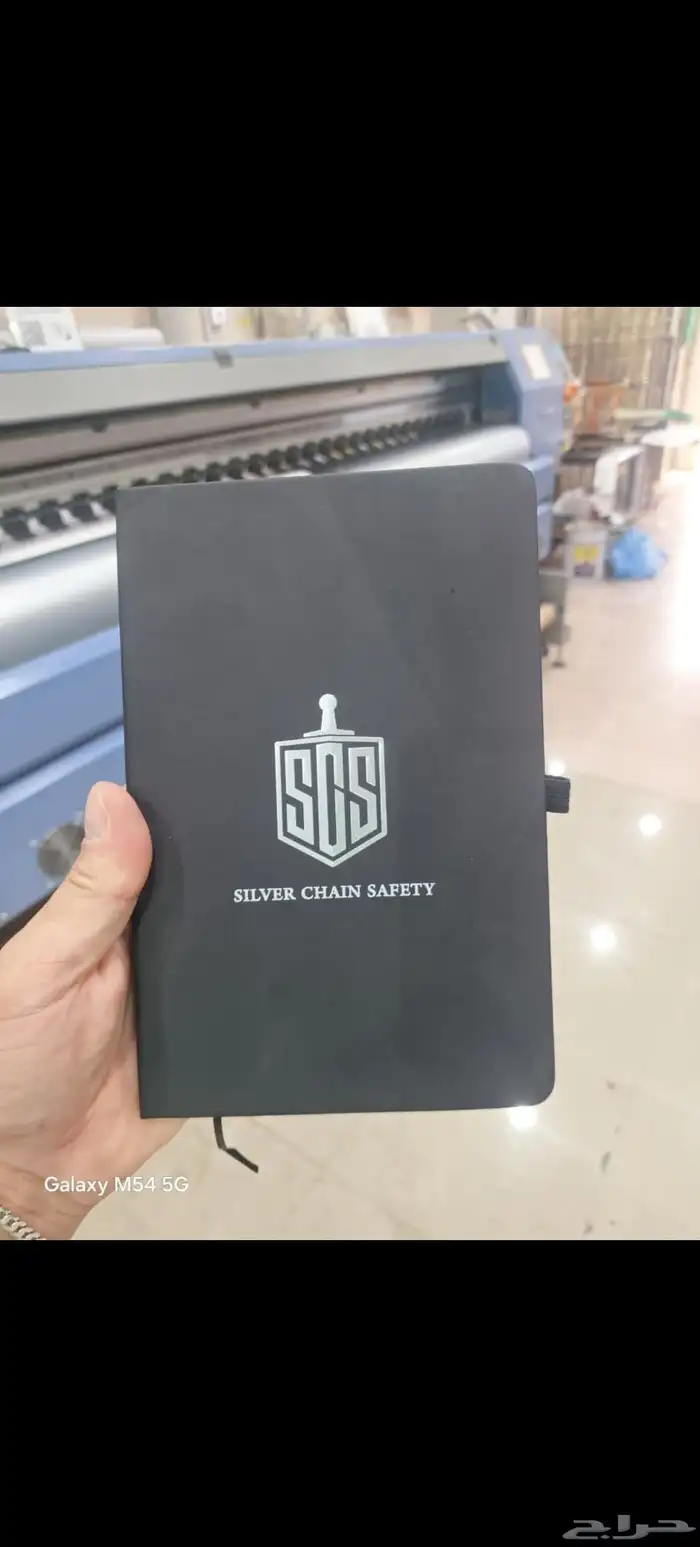 SCS
SILVER CHAIN SAFETY
Galaxy M54 5G
حراج